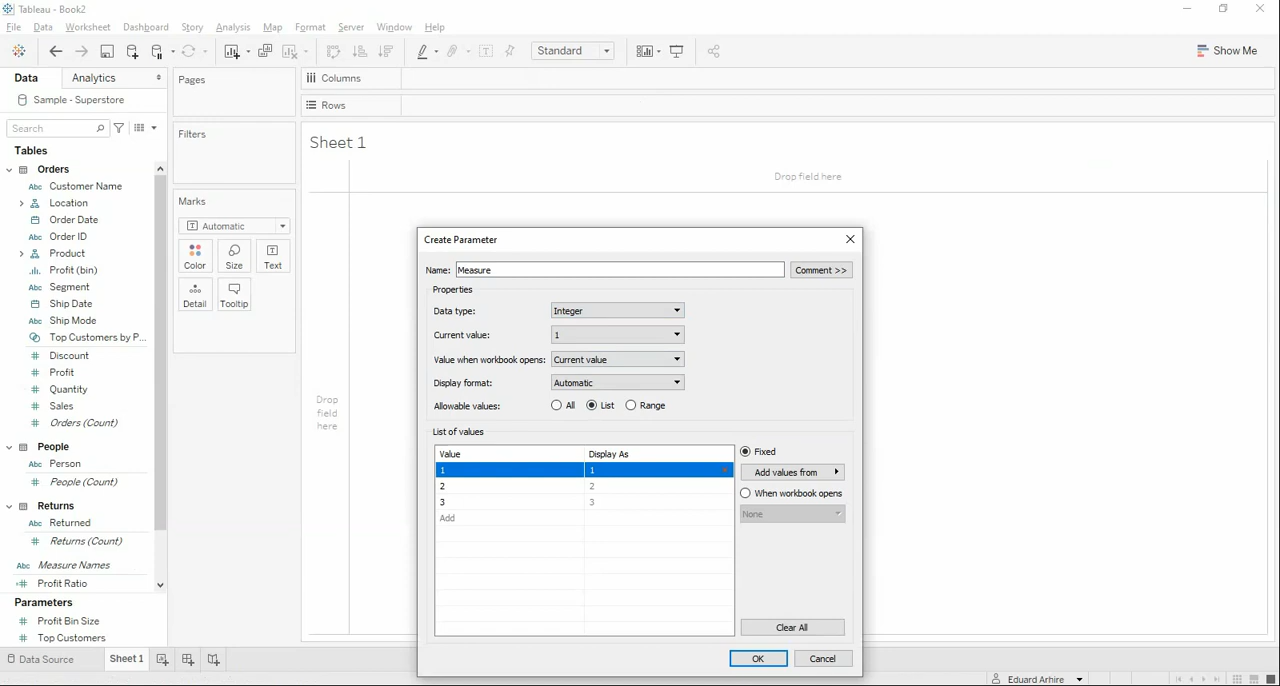 Tableau - Book2
File Data Worksheet Dashboard Story Analysis Map Format Server Window Help
Standard
Show Me
Data Analytics
Sample - Superstore
Search
Tables
Orders
Abc Customer Name
Location
Order Date
Abc Order ID
Product
Profit (bin)
Abc Segment
Ship Date
Abc Ship Mode
Top Customers by P...
Discount
Profit
Quantity
Sales
Orders (Count)
People
Abc Person
People (Count)
Returns
Abc Returned
Returns (Count)
Abc Measure Names
Profit Ratio
Parameters
Profit Bin Size
Top Customers
Pages
Filters
Marks
Automatic
Color Size Text
Detail Tooltip
Columns
Rows
Sheet 1
Drop field here
Drop
field
here
Create Parameter
Name: Measure Comment >>
Properties
Data type: Integer
Current value: 1
Value when workbook opens: Current value
Display format: Automatic
Allowable values: All List Range
List of values
Value Display As
1 1
2 2
3 3
Add
Fixed
Add values from
When workbook opens
None
Clear All
OK Cancel
Data Source Sheet 1
Eduard Arhire